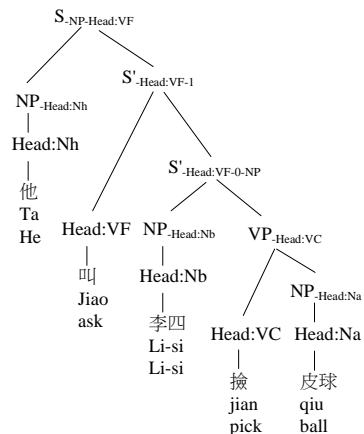 S-NP-Head:VF
S'-Head:VF-1
NP-Head:Nh
Head:Nh
S'-Head:VF-0-NP
他
Ta
He
Head:VF
NP-Head:Nb
VP-Head:VC
叫
Jiao
ask
Head:Nb
NP-Head:Na
李四
Li-si
Li-si
Head:VC
Head:Na
撿
jian
pick
皮球
qiu
ball